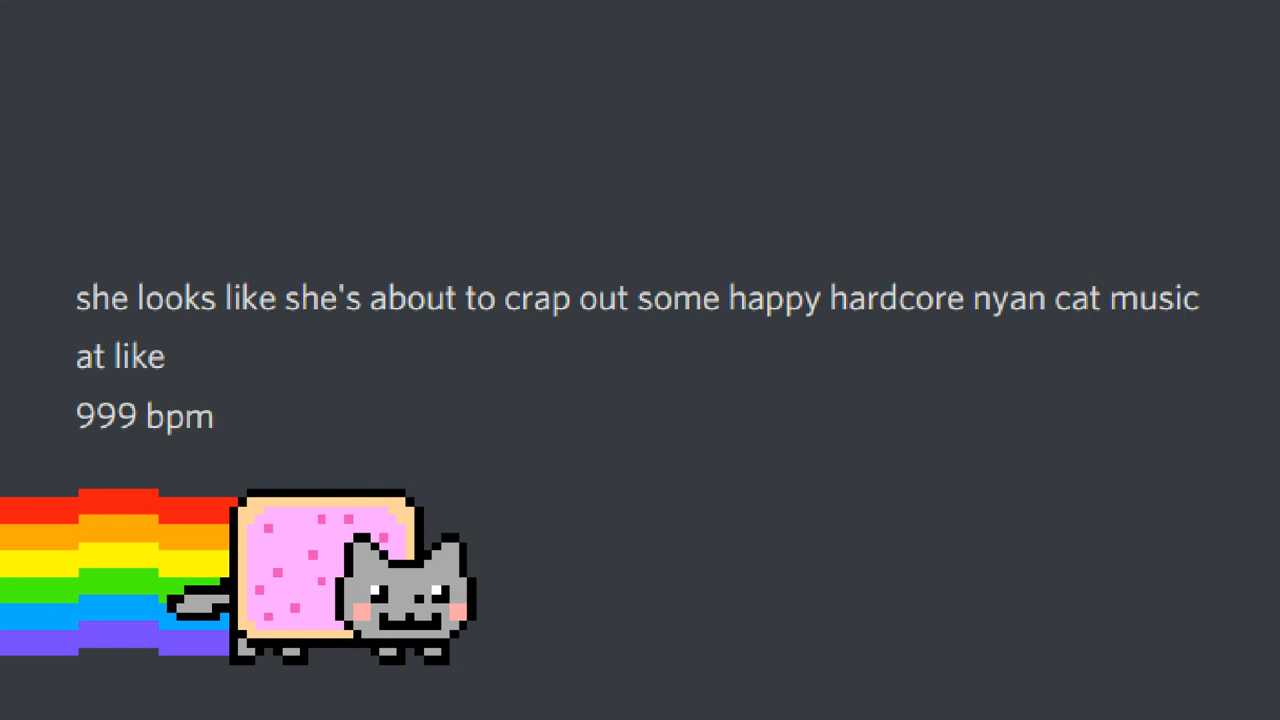 she looks like she's about to crap out some happy hardcore nyan cat music
at like
999 bpm